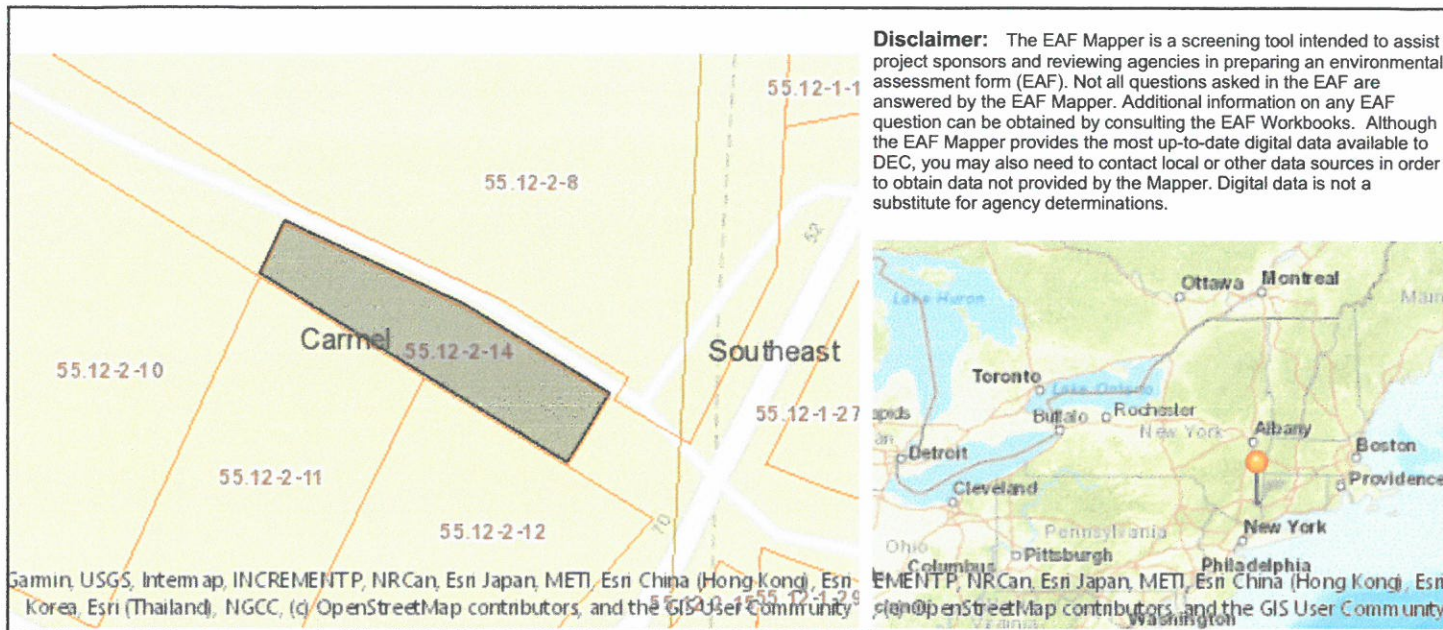 Disclaimer: The EAF Mapper is a screening tool intended to assist
project sponsors and reviewing agencies in preparing an environmental
assessment form (EAF). Not all questions asked in the EAF are
answered by the EAF Mapper. Additional information on any EAF
question can be obtained by consulting the EAF Workbooks. Although
the EAF Mapper provides the most up-to-date digital data available to
DEC, you may also need to contact local or other data sources in order
to obtain data not provided by the Mapper. Digital data is not a
substitute for agency determinations.
55.12-1-1
55.12-2-8
52
Carmel
55.12-2-14
Southeast
55.12-2-10
55.12-1-27
55.12-2-11
55.12-2-12
70
Garmin, USGS, Intermap, INCREMENT P, NRCan, Esri Japan, METI, Esri China (Hong Kong), Esri
Korea, Esri (Thailand), NGCC, (c) OpenStreetMap contributors, and the GIS User Community
Ottawa
Montreal
Main
Lake Huron
Toronto
Lake Ontario
apids
Buffalo
Rochester
New York
Albany
Boston
Detroit
Providence
Cleveland
New York
Pennsylvania
Ohio
Pittsburgh
Philadelphia
Columbus
EMENT P, NRCan, Esri Japan, METI, Esri China (Hong Kong), Esri
(c) OpenStreetMap contributors, and the GIS User Community
Washington
Virginia